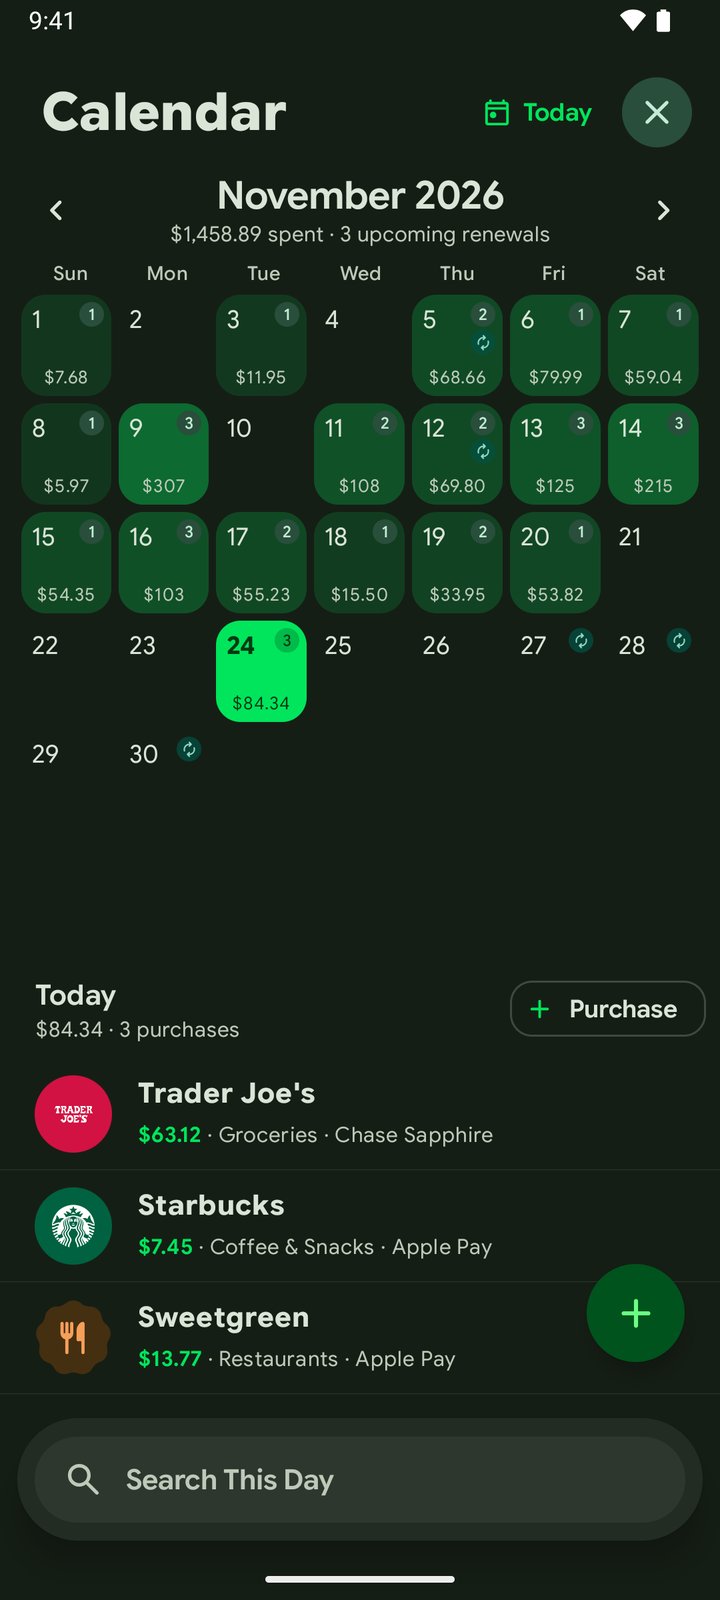 9:41
Calendar
Today
November 2026
$1,458.89 spent · 3 upcoming renewals
Sun Mon Tue Wed Thu Fri Sat
1 1 2 3 1 4 5 2 6 1 7 1
$7.68 $11.95 $68.66 $79.99 $59.04
8 1 9 3 10 11 2 12 2 13 3 14 3
$5.97 $307 $108 $69.80 $125 $215
15 1 16 3 17 2 18 1 19 2 20 1 21
$54.35 $103 $55.23 $15.50 $33.95 $53.82
22 23 24 3 25 26 27 28
$84.34
29 30
Today
$84.34 · 3 purchases
Purchase
TRADER
JOE'S
Trader Joe's
$63.12 · Groceries · Chase Sapphire
Starbucks
$7.45 · Coffee & Snacks · Apple Pay
Sweetgreen
$13.77 · Restaurants · Apple Pay
Search This Day